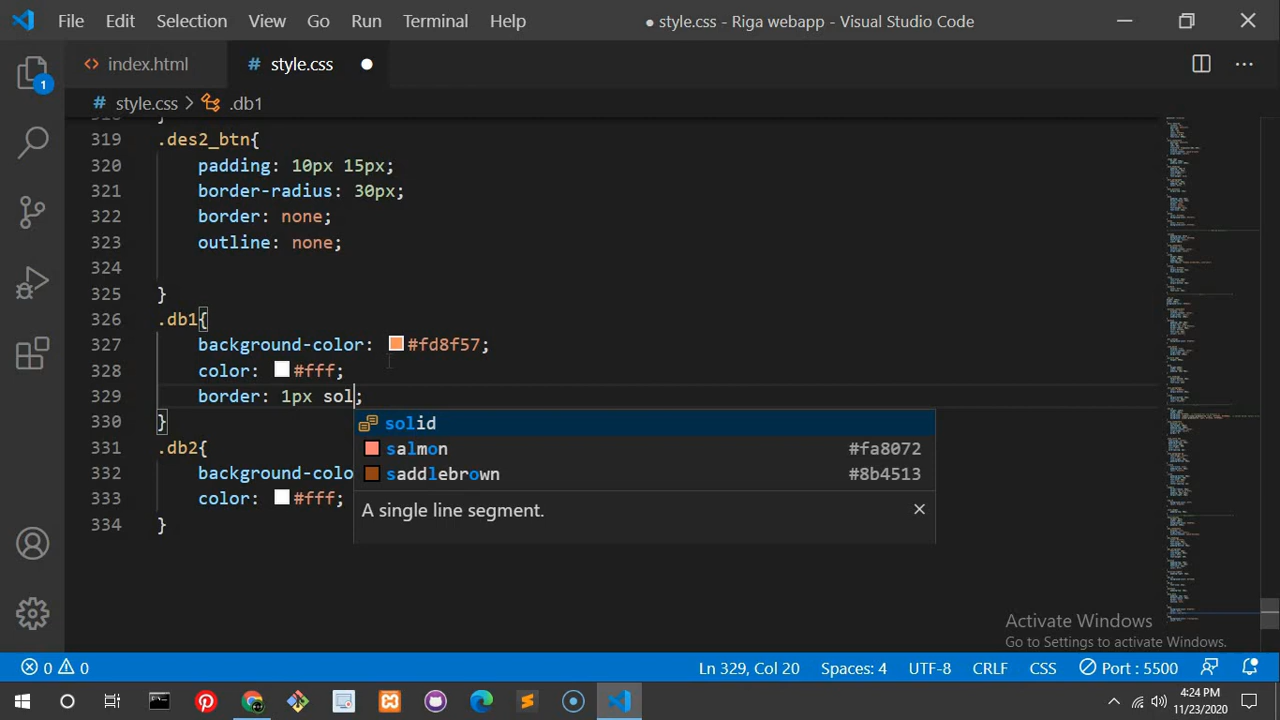 File Edit Selection View Go Run Terminal Help ● style.css - Riga webapp - Visual Studio Code
index.html # style.css
# style.css > .db1
319 .des2_btn{
320 padding: 10px 15px;
321 border-radius: 30px;
322 border: none;
323 outline: none;
324
325 }
326 .db1{
327 background-color: #fd8f57;
328 color: #fff;
329 border: 1px sol;
330 }
331 .db2{
332 background-colo
333 color: #fff;
334 }
solid
salmon #fa8072
saddlebrown #8b4513
A single line segment.
1
Activate Windows
Go to Settings to activate Windows.
0 0 Ln 329, Col 20 Spaces: 4 UTF-8 CRLF CSS Port : 5500
4:24 PM
11/23/2020